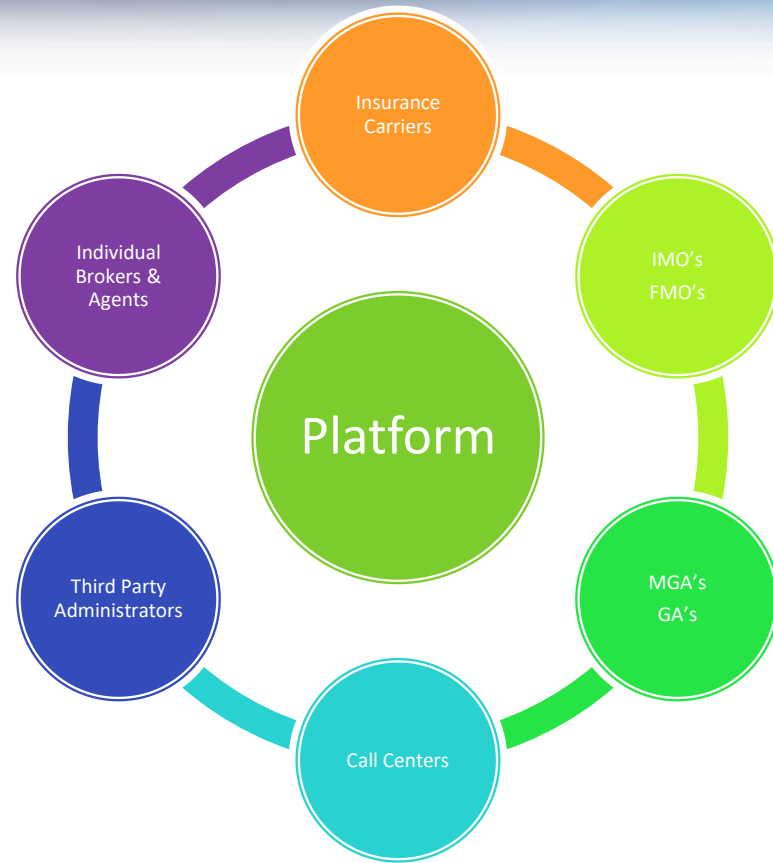 Insurance
Carriers
IMO's
FMO's
MGA's
GA's
Call Centers
Third Party
Administrators
Individual
Brokers &
Agents
Platform